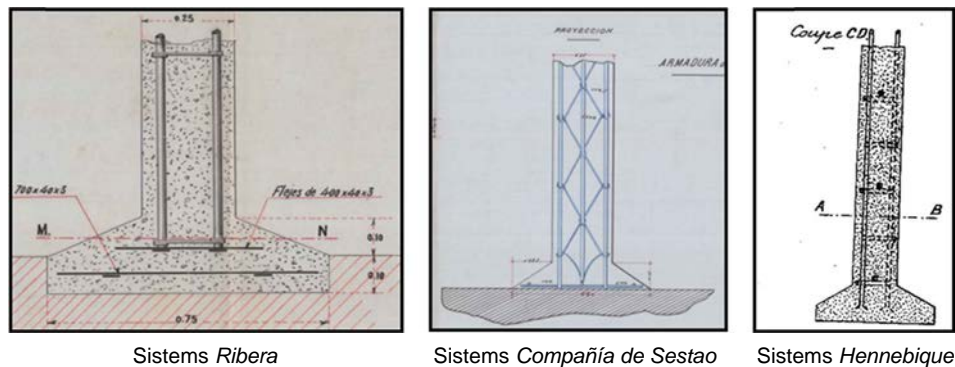 0.25
700x40x5
Flejes de 400x40x3
M.
N
0.10
0.10
0.75
PROYECCION
ARMADURA
Coupe CD
A
B
Sistems Ribera
Sistems Compañía de Sestao
Sistems Hennebique